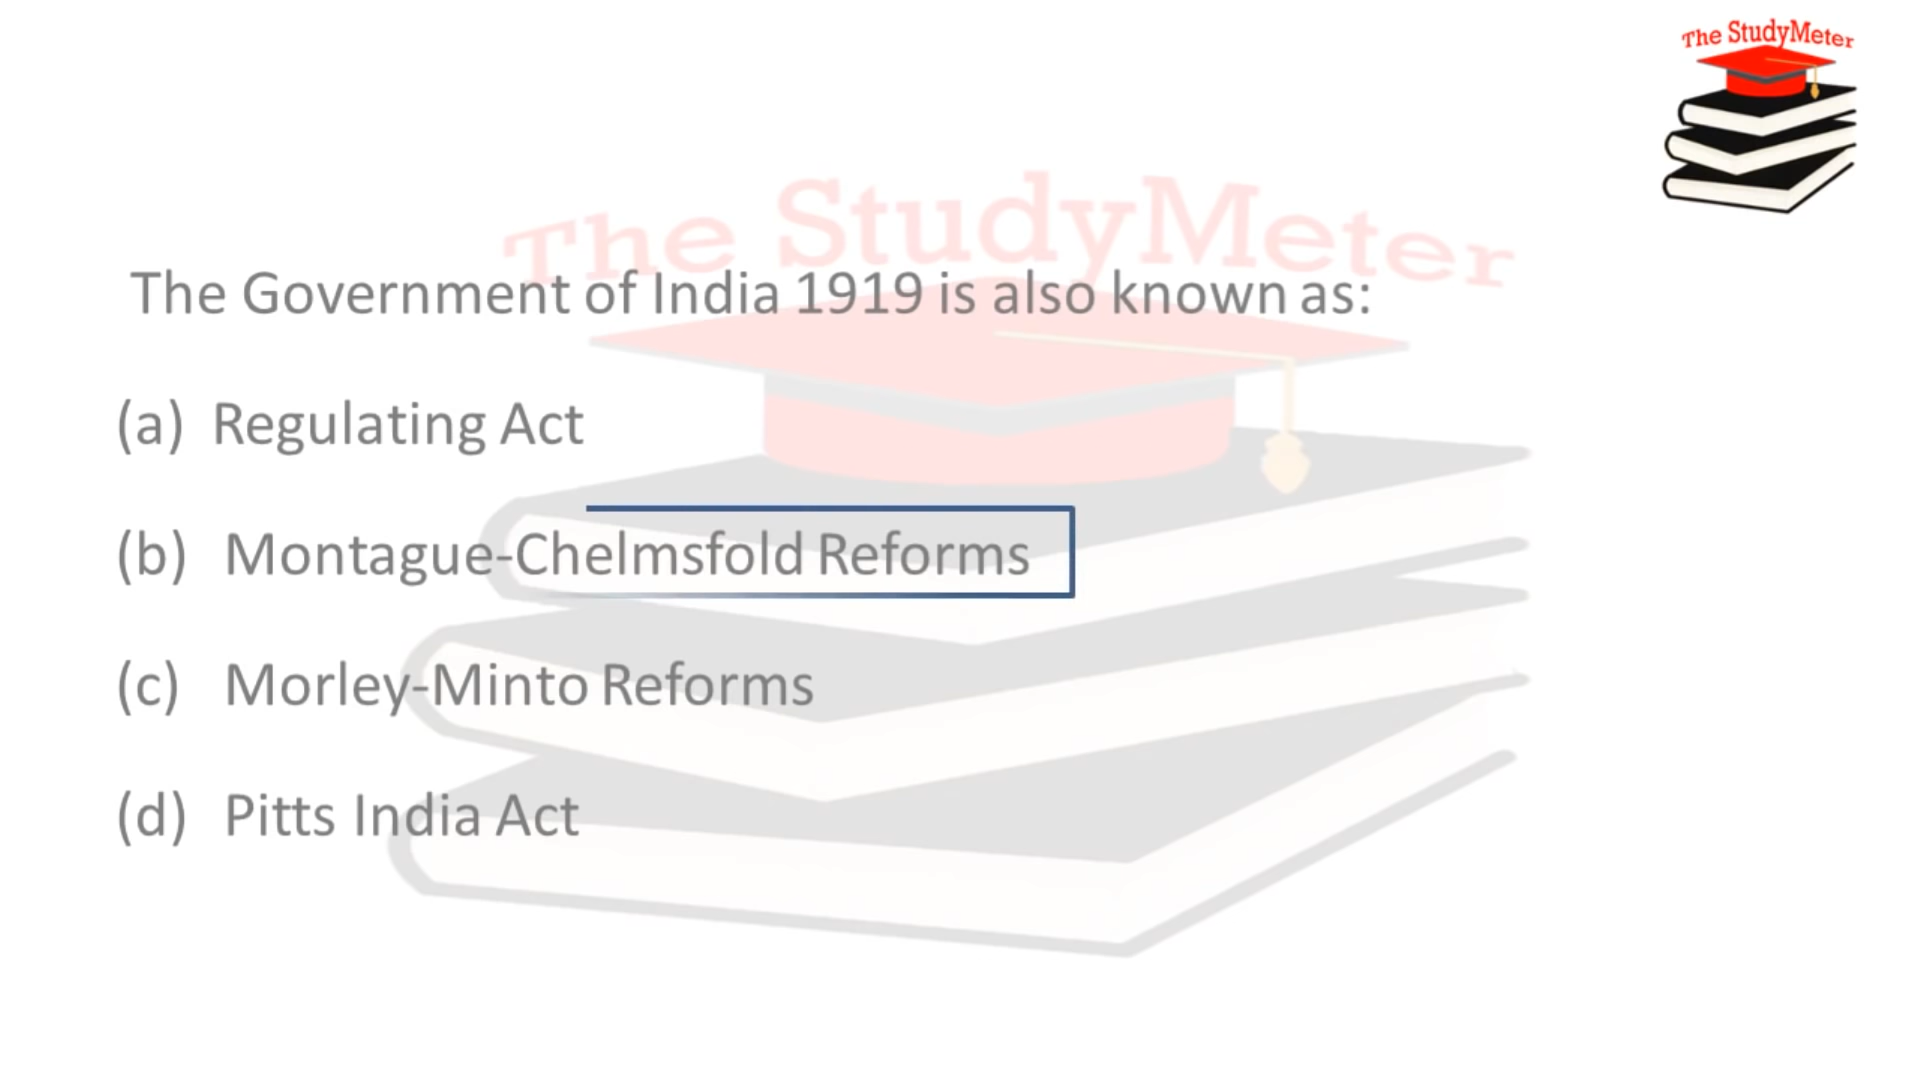 The StudyMeter
The StudyMeter
The Government of India 1919 is also known as:
(a) Regulating Act
(b) Montague-Chelmsfold Reforms
(c) Morley-Minto Reforms
(d) Pitts India Act